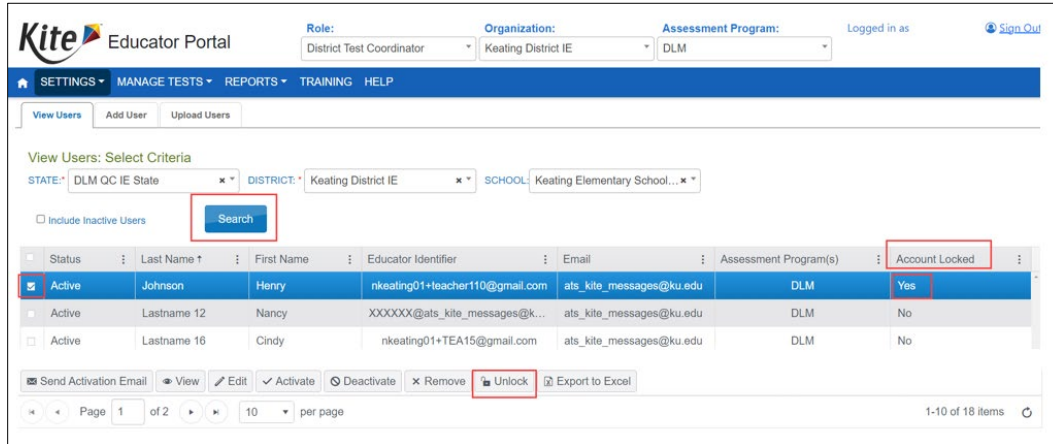 Kite Educator Portal
Role: Organization: Assessment Program: Logged in as Sign Out
District Test Coordinator Keating District IE DLM
SETTINGS MANAGE TESTS REPORTS TRAINING HELP
View Users Add User Upload Users
View Users: Select Criteria
STATE:* DLM QC IE State DISTRICT: * Keating District IE SCHOOL: Keating Elementary School...
Include Inactive Users Search
Status Last Name ↑ First Name Educator Identifier Email Assessment Program(s) Account Locked
Active Johnson Henry nkeating01+teacher110@gmail.com ats_kite_messages@ku.edu DLM Yes
Active Lastname 12 Nancy XXXXXX@ats_kite_messages@k... ats_kite_messages@ku.edu DLM No
Active Lastname 16 Cindy nkeating01+TEA15@gmail.com ats_kite_messages@ku.edu DLM No
Send Activation Email View Edit Activate Deactivate Remove Unlock Export to Excel
Page 1 of 2 10 per page 1-10 of 18 items